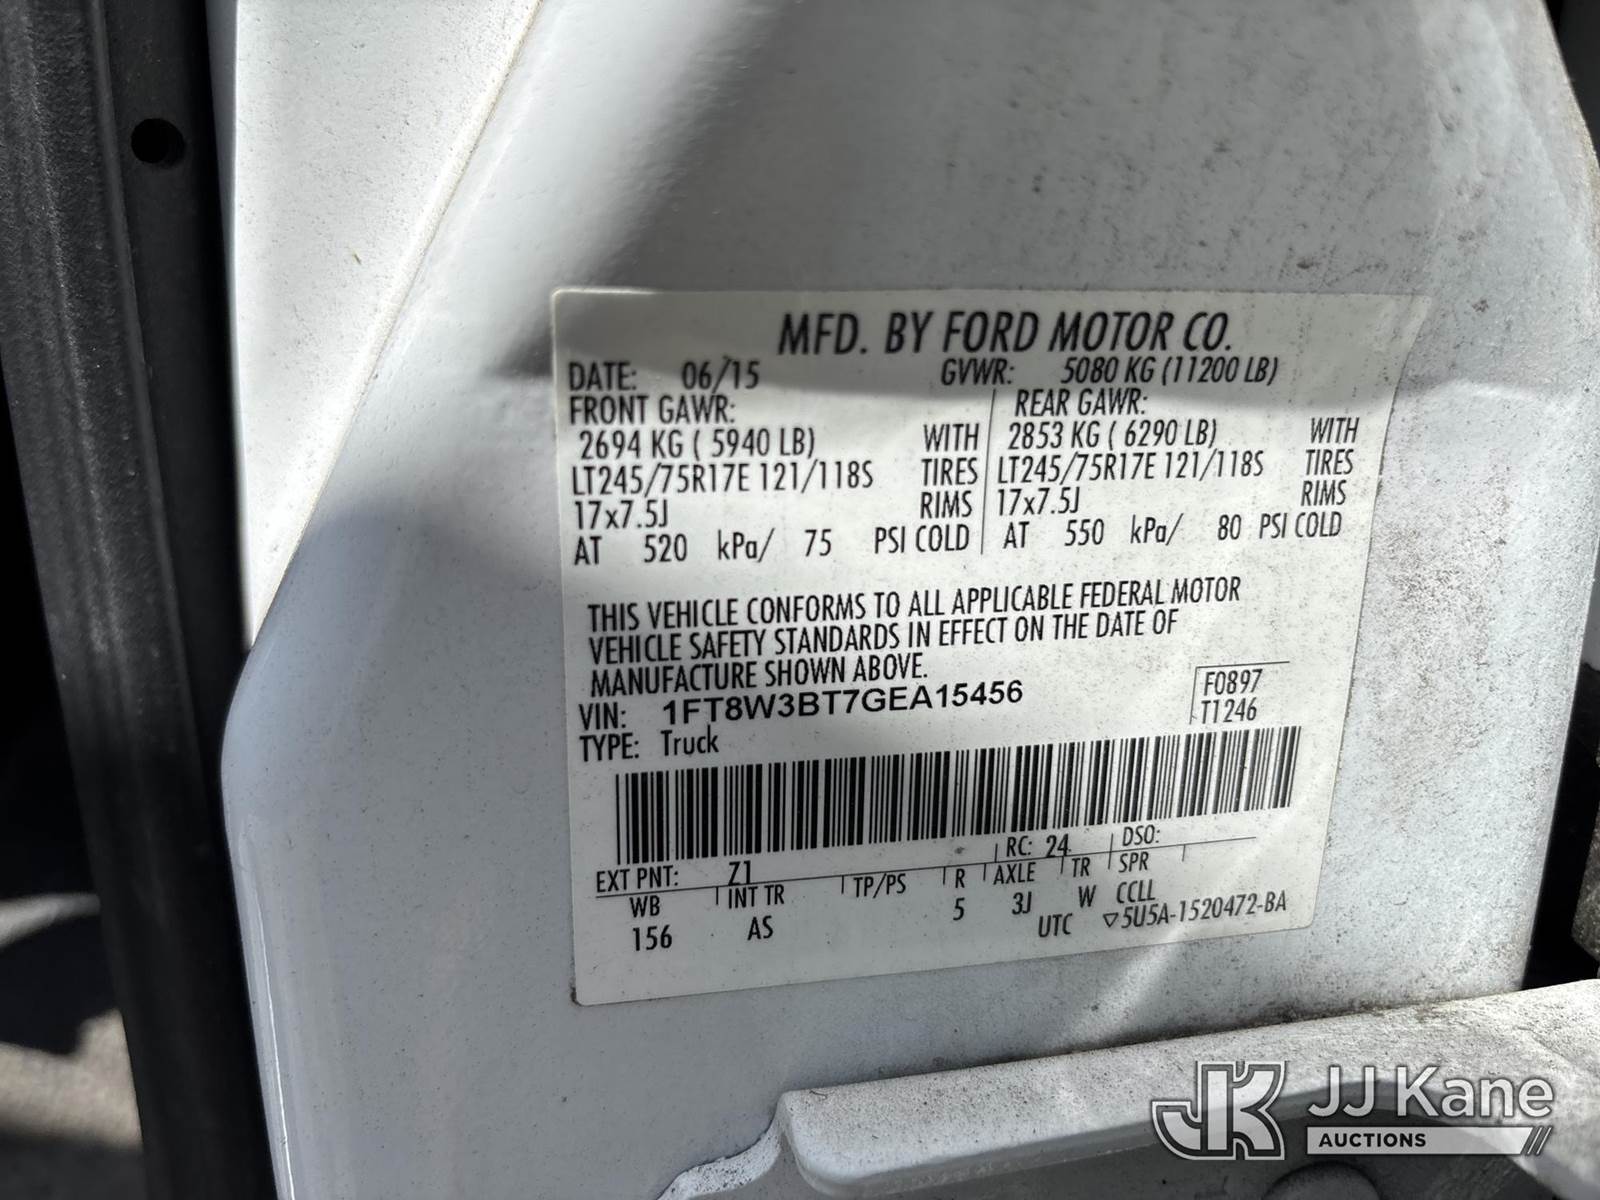 MFD. BY FORD MOTOR CO.
DATE: 06/15 GVWR: 5080 KG (11200 LB)
FRONT GAWR: REAR GAWR:
2694 KG ( 5940 LB) WITH 2853 KG ( 6290 LB) WITH
LT245/75R17E 121/118S TIRES LT245/75R17E 121/118S TIRES
17x7.5J RIMS 17x7.5J RIMS
AT 520 kPa/ 75 PSI COLD AT 550 kPa/ 80 PSI COLD
THIS VEHICLE CONFORMS TO ALL APPLICABLE FEDERAL MOTOR
VEHICLE SAFETY STANDARDS IN EFFECT ON THE DATE OF
MANUFACTURE SHOWN ABOVE.
VIN: 1FT8W3BT7GEA15456 F0897
TYPE: Truck T1246
EXT PNT: Z1 RC: 24 DSO:
WB INT TR TP/PS R AXLE TR SPR
156 AS 5 3J W CCLL
UTC ▽5U5A-1520472-BA
JK JJ Kane
AUCTIONS